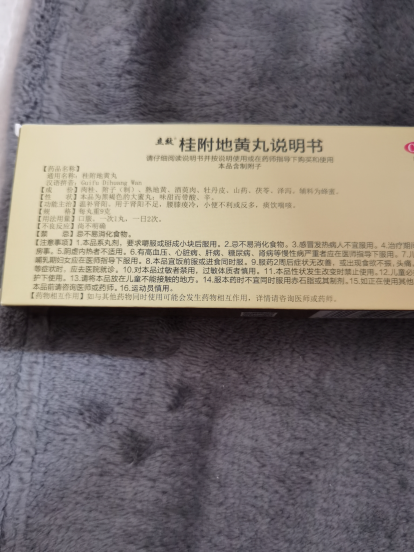 桂附地黄丸说明书
请仔细阅读说明书并按说明使用或在药师指导下购买和使用
本品含制附子
【药品名称】
通用名称：桂附地黄丸
汉语拼音：Guifu Dihuang Wan
【成 份】肉桂、附子（制）、熟地黄、酒萸肉、牡丹皮、山药、茯苓、泽泻。辅料为蜂蜜。
【性 状】本品为黑褐色的大蜜丸；味甜而带酸、辛。
【功能主治】温补肾阳。用于肾阳不足，腰膝痠冷，小便不利或反多，痰饮喘咳。
【规 格】每丸重9克
【用法用量】口服。一次1丸，一日2次。
【不良反应】尚不明确
【禁 忌】忌不易消化食物。
【注意事项】1.本品系丸剂，要求嚼服或掰成小块后服用。2.忌不易消化食物。3.感冒发热病人不宜服用。4.治疗期间
房事。5.阴虚内热者不适用。6.有高血压、心脏病、肝病、糖尿病、肾病等慢性病严重者应在医师指导下服用。7.
哺乳期妇女应在医师指导下服用。8.本品宜饭前服或进食同时服。9.服药2周后症状无改善，或出现食欲不振，头痛
等症状时，应去医院就诊。10.对本品过敏者禁用，过敏体质者慎用。11.本品性状发生改变时禁止使用。12.儿童必
护下使用。13.请将本品放在儿童不能接触的地方。14.服本药时不宜同时服用赤石脂或其制剂。15.如正在使用其他
本品前请咨询医师或药师。16.运动员慎用。
【药物相互作用】如与其他药物同时使用可能会发生药物相互作用，详情请咨询医师或药师。